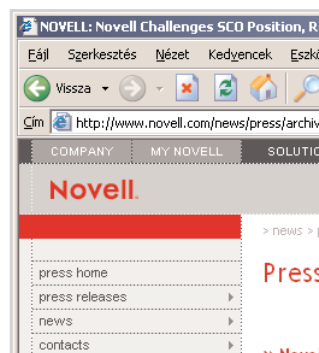 NOVELL: Novell Challenges SCO Position, R
Fájl Szerkesztés Nézet Kedvencek Eszkö
Vissza
Cím http://www.novell.com/news/press/archiv
COMPANY MY NOVELL SOLUTIO
Novell.
> news > p
press home
Press
press releases
news
contacts
» Novel